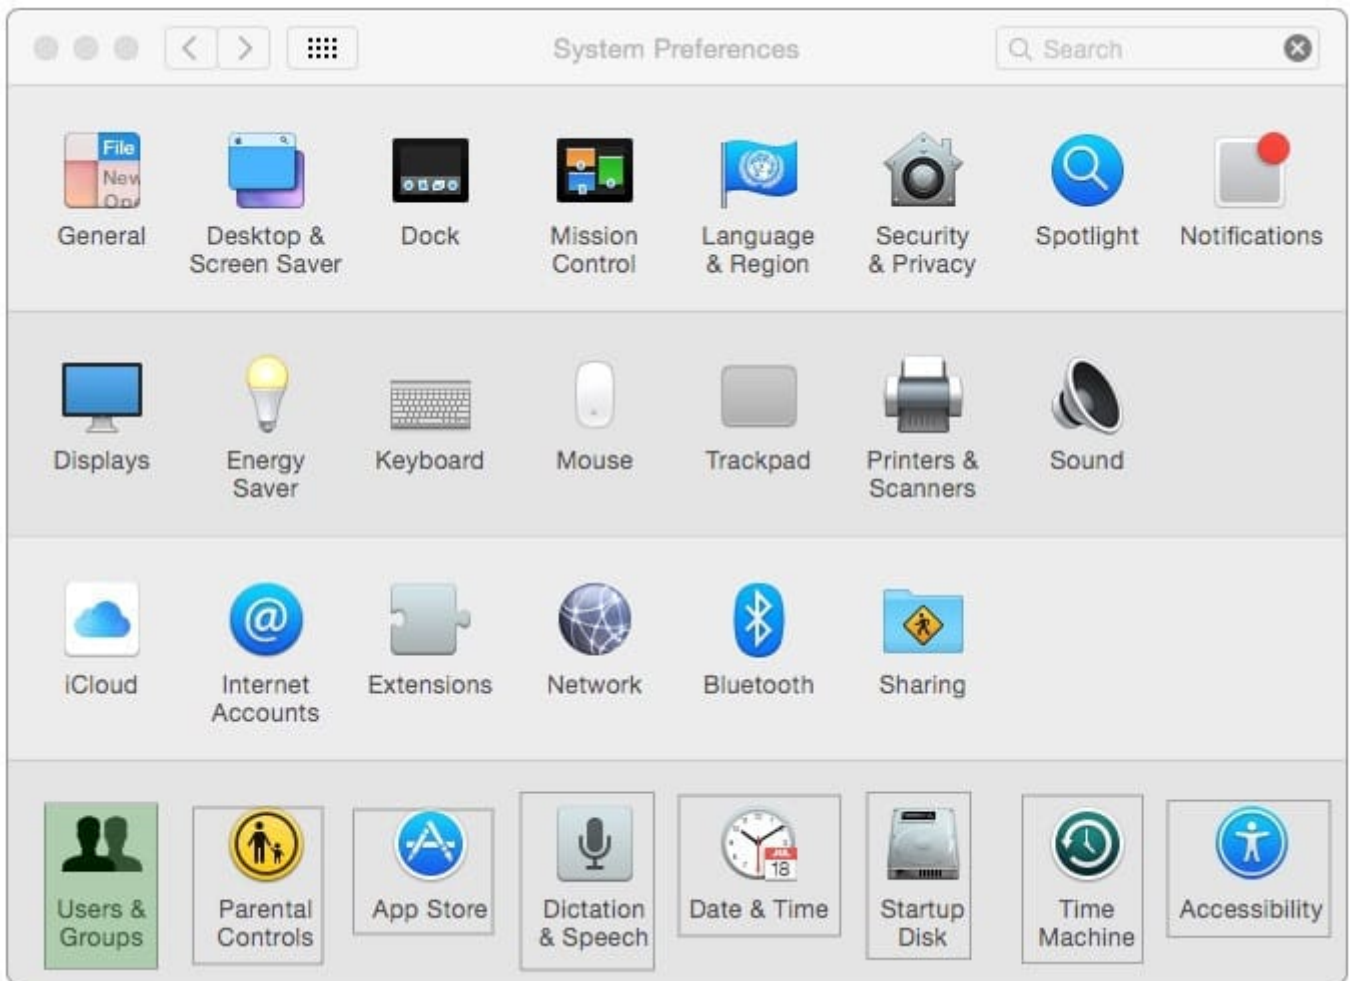 System Preferences
Search
File
New
General
Desktop &
Screen Saver
Dock
Mission
Control
Language
& Region
Security
& Privacy
Spotlight
Notifications
Displays
Energy
Saver
Keyboard
Mouse
Trackpad
Printers &
Scanners
Sound
iCloud
@
Internet
Accounts
Extensions
Network
Bluetooth
Sharing
JUL
18
Users &
Groups
Parental
Controls
App Store
Dictation
& Speech
Date & Time
Startup
Disk
Time
Machine
Accessibility